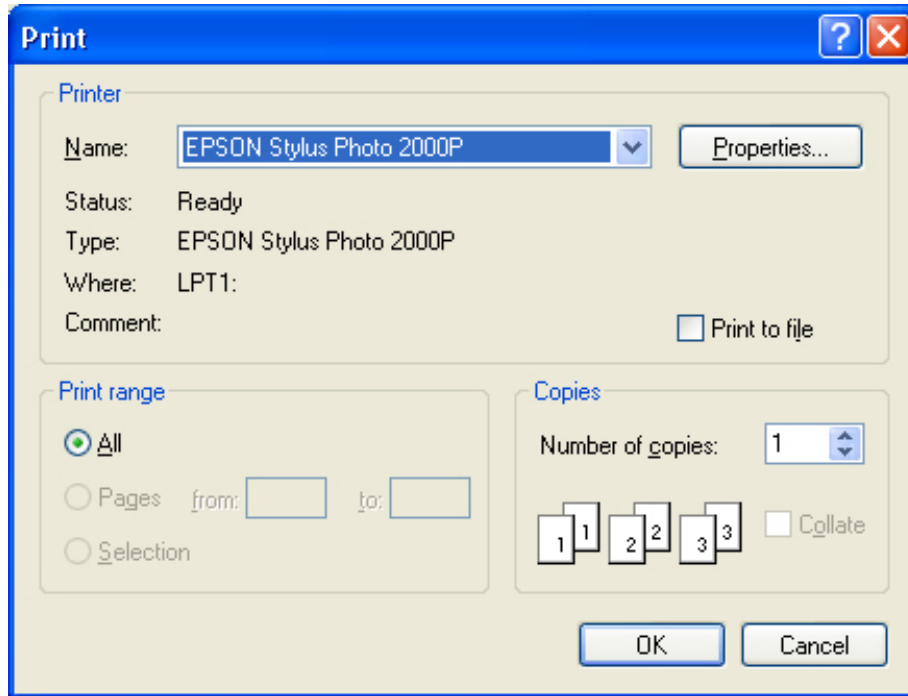 Print
Printer
Name: EPSON Stylus Photo 2000P Properties...
Status: Ready
Type: EPSON Stylus Photo 2000P
Where: LPT1:
Comment: Print to file
Print range
All
Pages from: to:
Selection
Copies
Number of copies: 1
1 1 2 2 3 3 Collate
OK Cancel